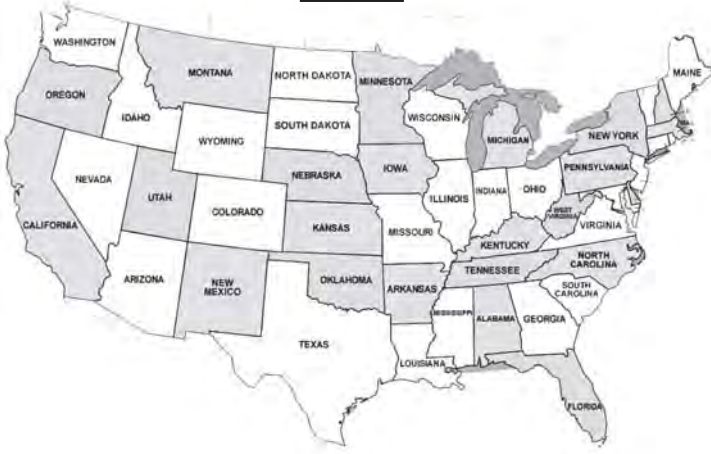 WASHINGTON
MAINE
MONTANA
NORTH DAKOTA
MINNESOTA
OREGON
IDAHO
SOUTH DAKOTA
WISCONSIN
MICHIGAN
NEW YORK
WYOMING
NEBRASKA
IOWA
PENNSYLVANIA
NEVADA
UTAH
COLORADO
ILLINOIS
INDIANA
OHIO
WEST
VIRGINIA
VIRGINIA
CALIFORNIA
KANSAS
MISSOURI
KENTUCKY
ARIZONA
NEW
MEXICO
OKLAHOMA
ARKANSAS
TENNESSEE
NORTH
CAROLINA
SOUTH
CAROLINA
MISSISSIPPI
ALABAMA
GEORGIA
TEXAS
LOUISIANA
FLORIDA